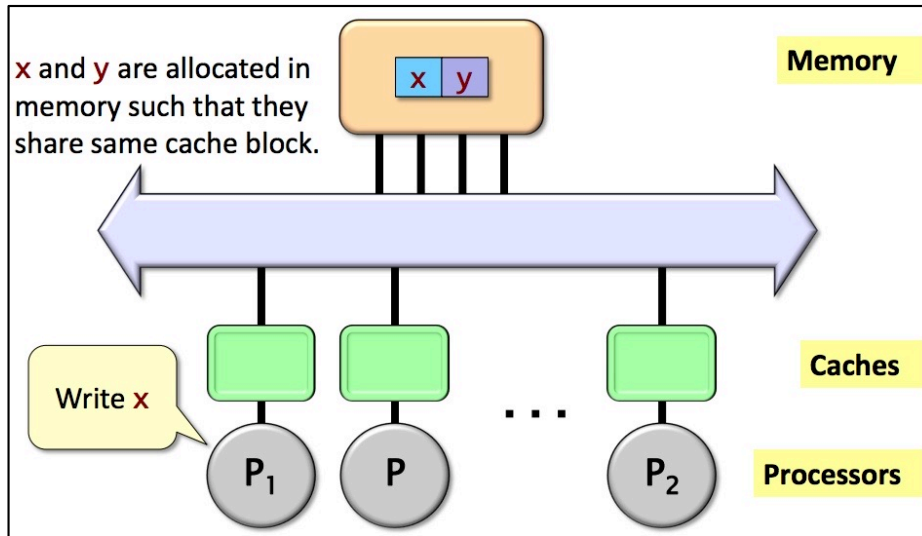 x and y are allocated in
memory such that they
share same cache block.
x y
Memory
Caches
Write x
...
P₁ P P₂
Processors